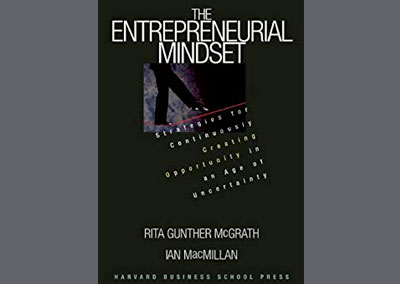 THE
ENTREPRENEURIAL
MINDSET
Strategies for
Continuously
Creating
Opportunity in
an Age of
Uncertainty
RITA GUNTHER McGRATH
IAN MacMILLAN
HARVARD BUSINESS SCHOOL PRESS